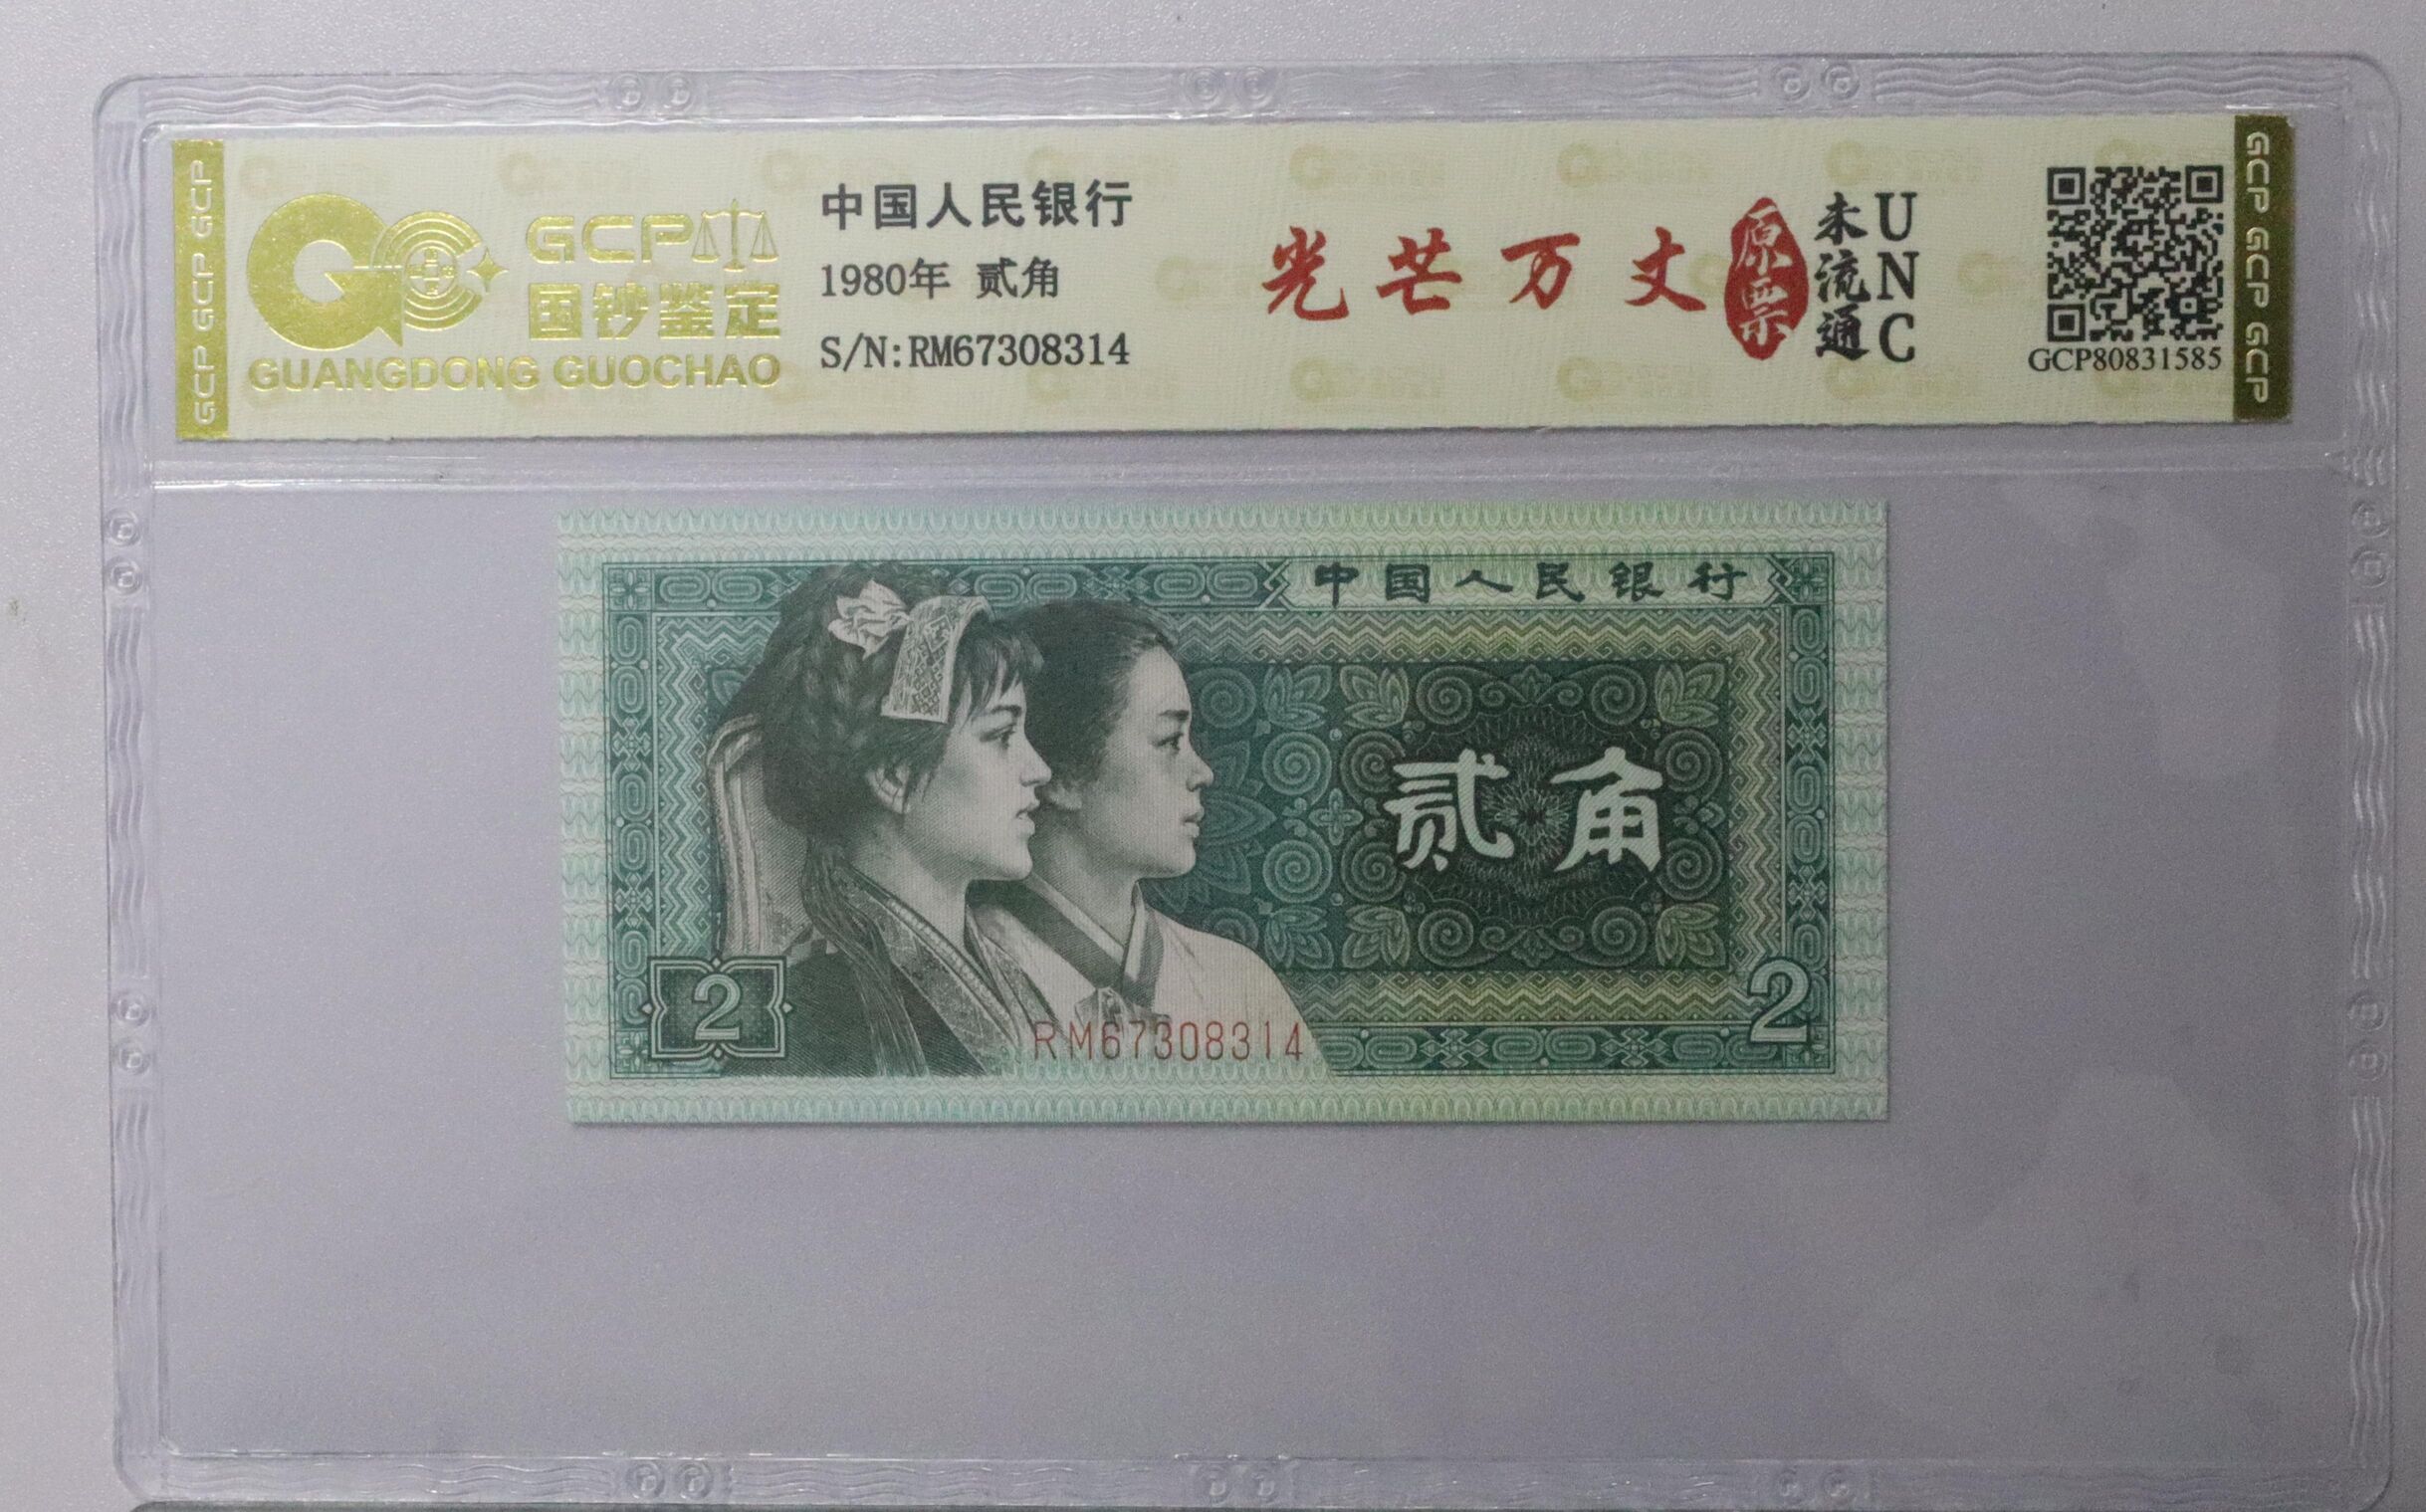 GCP GCP GCP
GCP
国钞鉴定
GUANGDONG GUOCHAO
中国人民银行
1980年 贰角
S/N:RM67308314
光芒万丈
原票
未流通
UNC
GCP80831585
GCP GCP GCP
中国人民银行
贰角
2
2
RM67308314